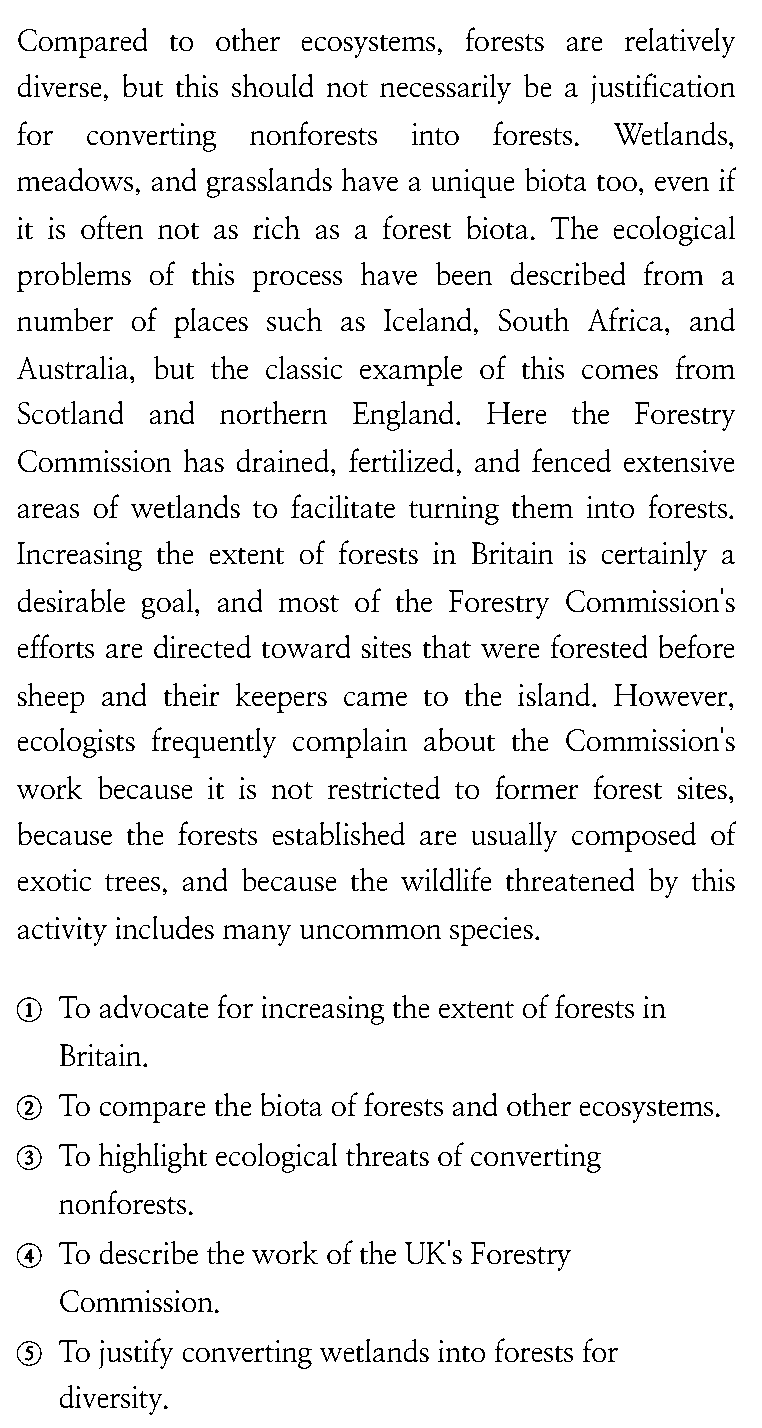 Compared to other ecosystems, forests are relatively
diverse, but this should not necessarily be a justification
for converting nonforests into forests. Wetlands,
meadows, and grasslands have a unique biota too, even if
it is often not as rich as a forest biota. The ecological
problems of this process have been described from a
number of places such as Iceland, South Africa, and
Australia, but the classic example of this comes from
Scotland and northern England. Here the Forestry
Commission has drained, fertilized, and fenced extensive
areas of wetlands to facilitate turning them into forests.
Increasing the extent of forests in Britain is certainly a
desirable goal, and most of the Forestry Commission's
efforts are directed toward sites that were forested before
sheep and their keepers came to the island. However,
ecologists frequently complain about the Commission's
work because it is not restricted to former forest sites,
because the forests established are usually composed of
exotic trees, and because the wildlife threatened by this
activity includes many uncommon species.
① To advocate for increasing the extent of forests in
Britain.
② To compare the biota of forests and other ecosystems.
③ To highlight ecological threats of converting
nonforests.
④ To describe the work of the UK's Forestry
Commission.
⑤ To justify converting wetlands into forests for
diversity.